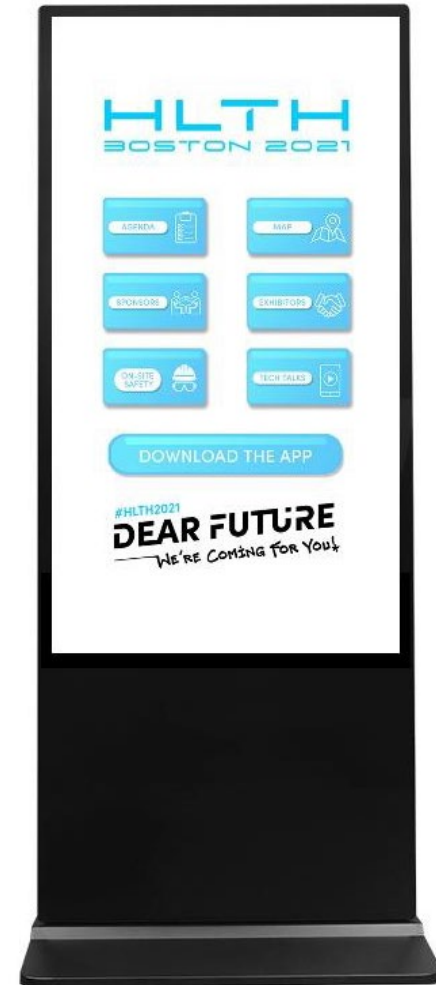 HLTH
BOSTON 2021
AGENDA
MAP
SPONSORS
EXHIBITORS
ON-SITE
SAFETY
TECH TALKS
DOWNLOAD THE APP
#HLTH2021
DEAR FUTURE
WE'RE COMING FOR YOU!